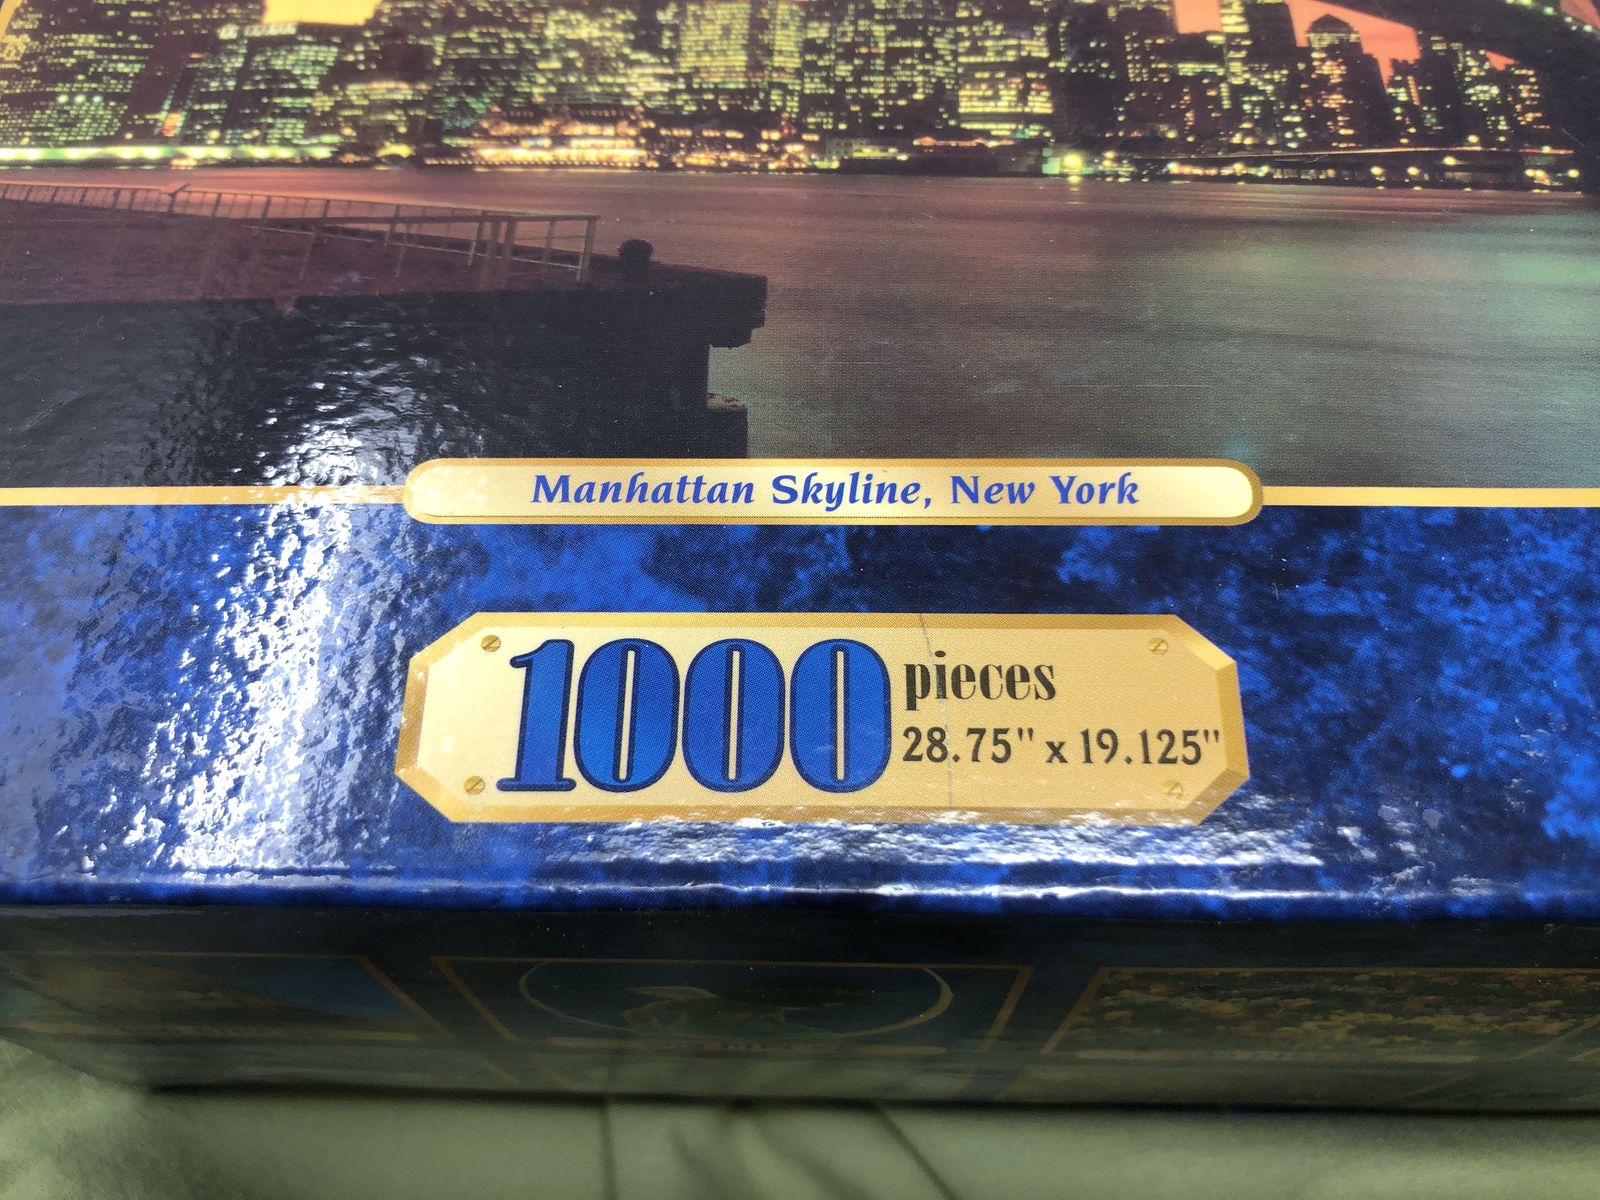 Manhattan Skyline, New York
1000 pieces
28.75" x 19.125"